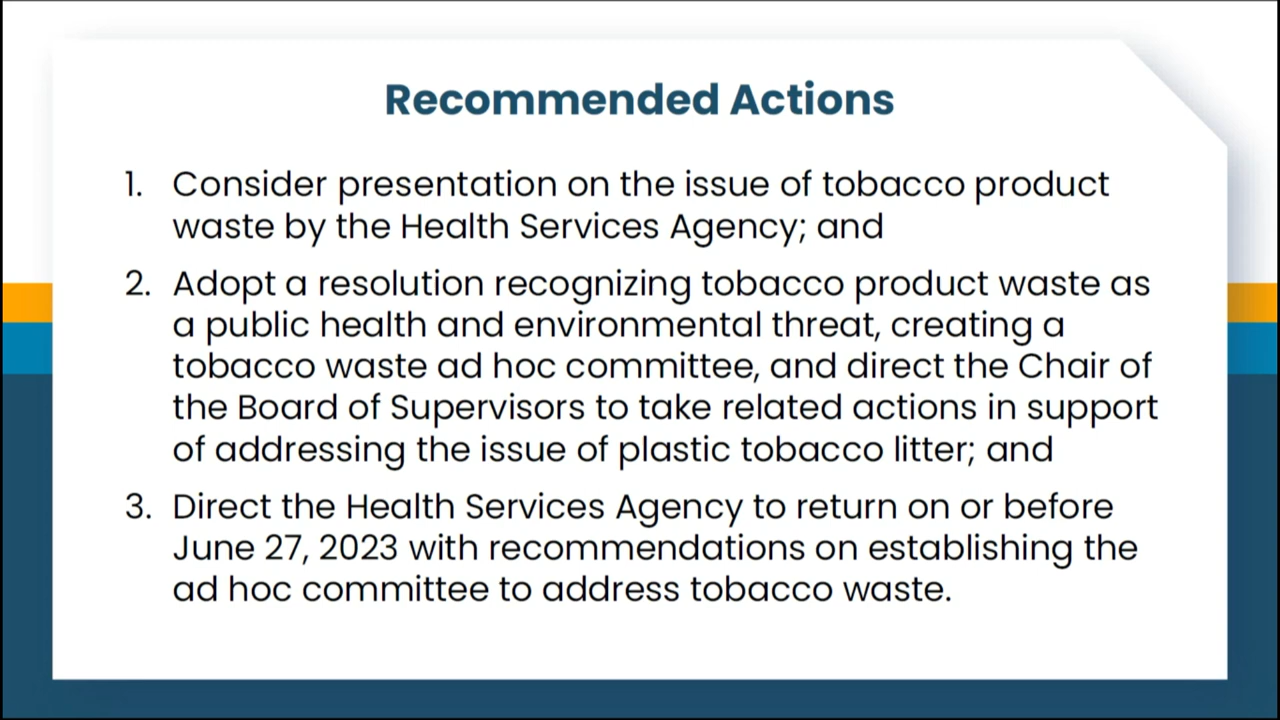 Recommended Actions
1. Consider presentation on the issue of tobacco product
waste by the Health Services Agency; and
2. Adopt a resolution recognizing tobacco product waste as
a public health and environmental threat, creating a
tobacco waste ad hoc committee, and direct the Chair of
the Board of Supervisors to take related actions in support
of addressing the issue of plastic tobacco litter; and
3. Direct the Health Services Agency to return on or before
June 27, 2023 with recommendations on establishing the
ad hoc committee to address tobacco waste.